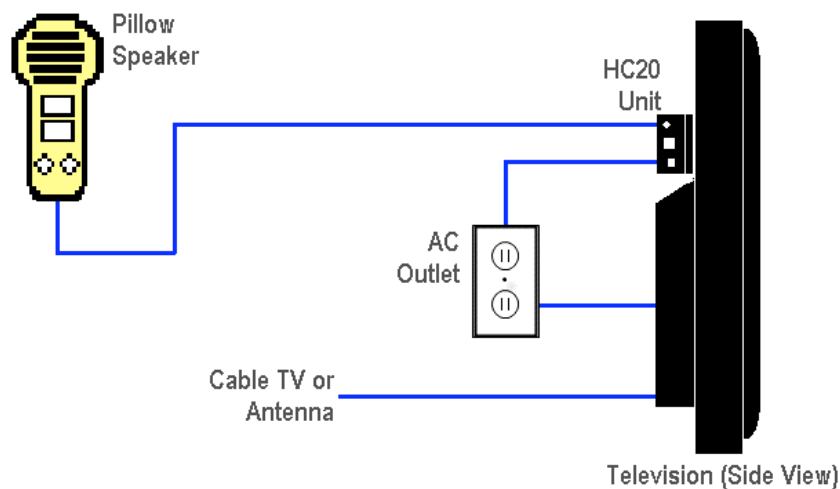 Pillow
Speaker
HC20
Unit
AC
Outlet
Cable TV or
Antenna
Television (Side View)